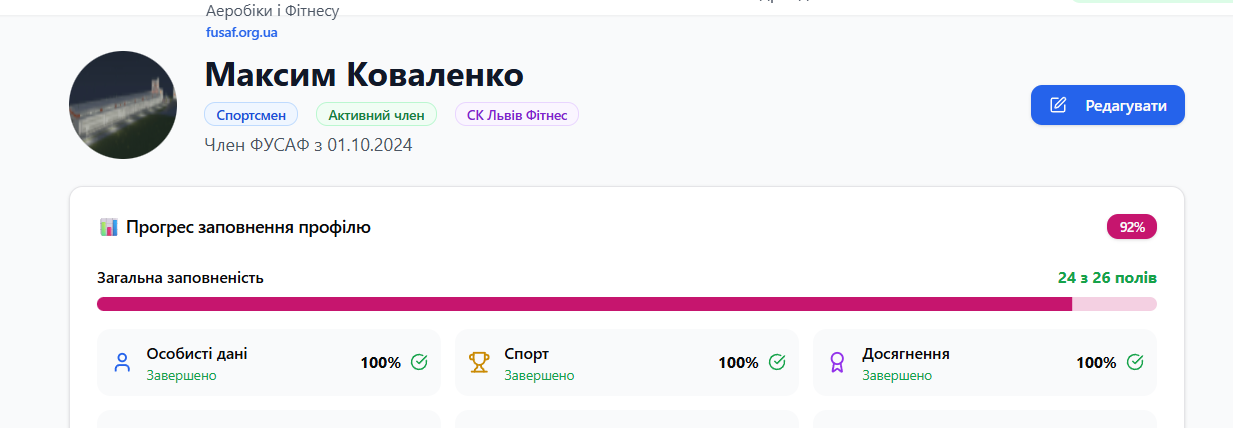 Аеробіки і Фітнесу
fusaf.org.ua
Максим Коваленко
Спортсмен Активний член СК Львів Фітнес
Член ФУСАФ з 01.10.2024
Редагувати
Прогрес заповнення профілю 92%
Загальна заповненість 24 з 26 полів
Особисті дані 100% Спорт 100% Досягнення 100%
Завершено Завершено Завершено